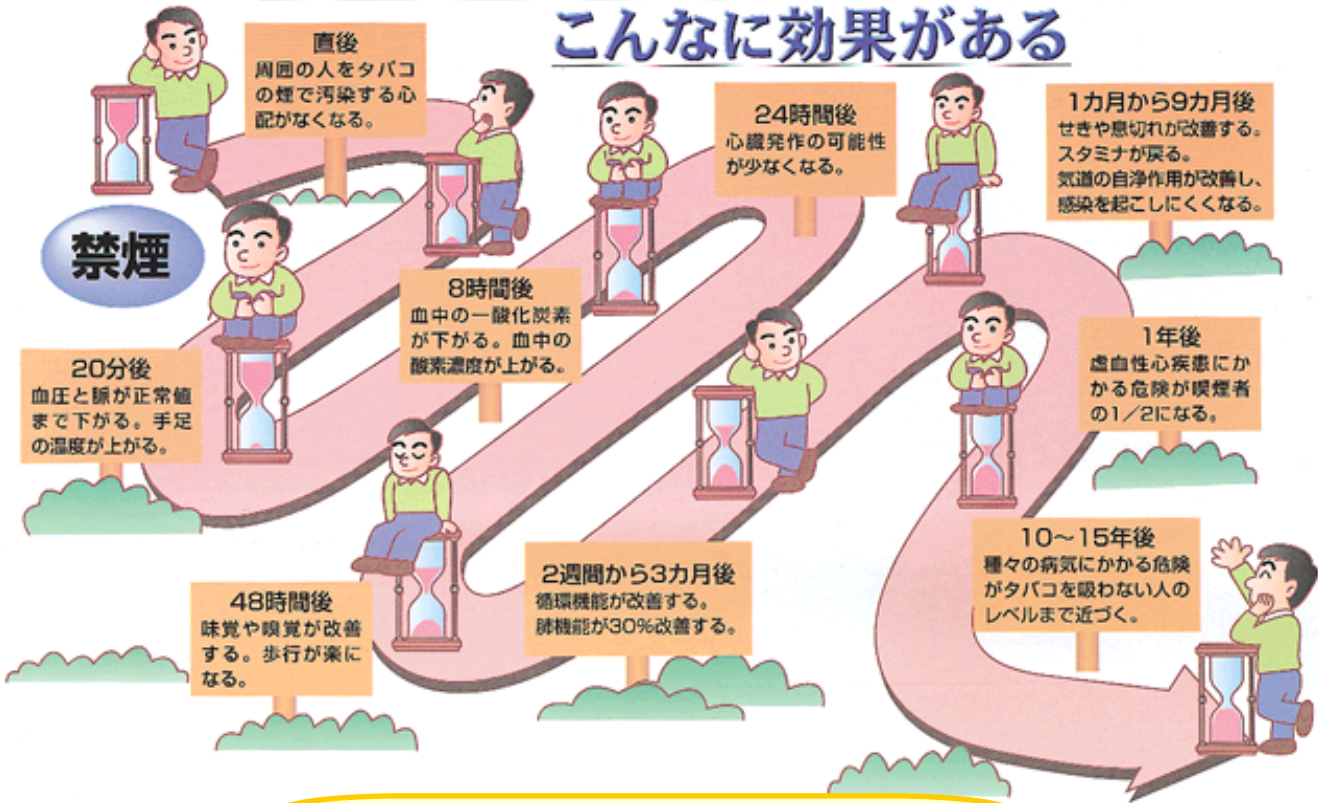 こんなに効果がある
禁煙
直後
周囲の人をタバコ
の煙で汚染する心
配がなくなる。
20分後
血圧と脈が正常値
まで下がる。手足
の温度が上がる。
8時間後
血中の一酸化炭素
が下がる。血中の
酸素濃度が上がる。
24時間後
心臓発作の可能性
が少なくなる。
48時間後
味覚や嗅覚が改善
する。歩行が楽に
なる。
2週間から3カ月後
循環機能が改善する。
肺機能が30%改善する。
1カ月から9カ月後
せきや息切れが改善する。
スタミナが戻る。
気道の自浄作用が改善し、
感染を起こしにくくなる。
1年後
虚血性心疾患にか
かる危険が喫煙者
の1/2になる。
10〜15年後
種々の病気にかかる危険
がタバコを吸わない人の
レベルまで近づく。